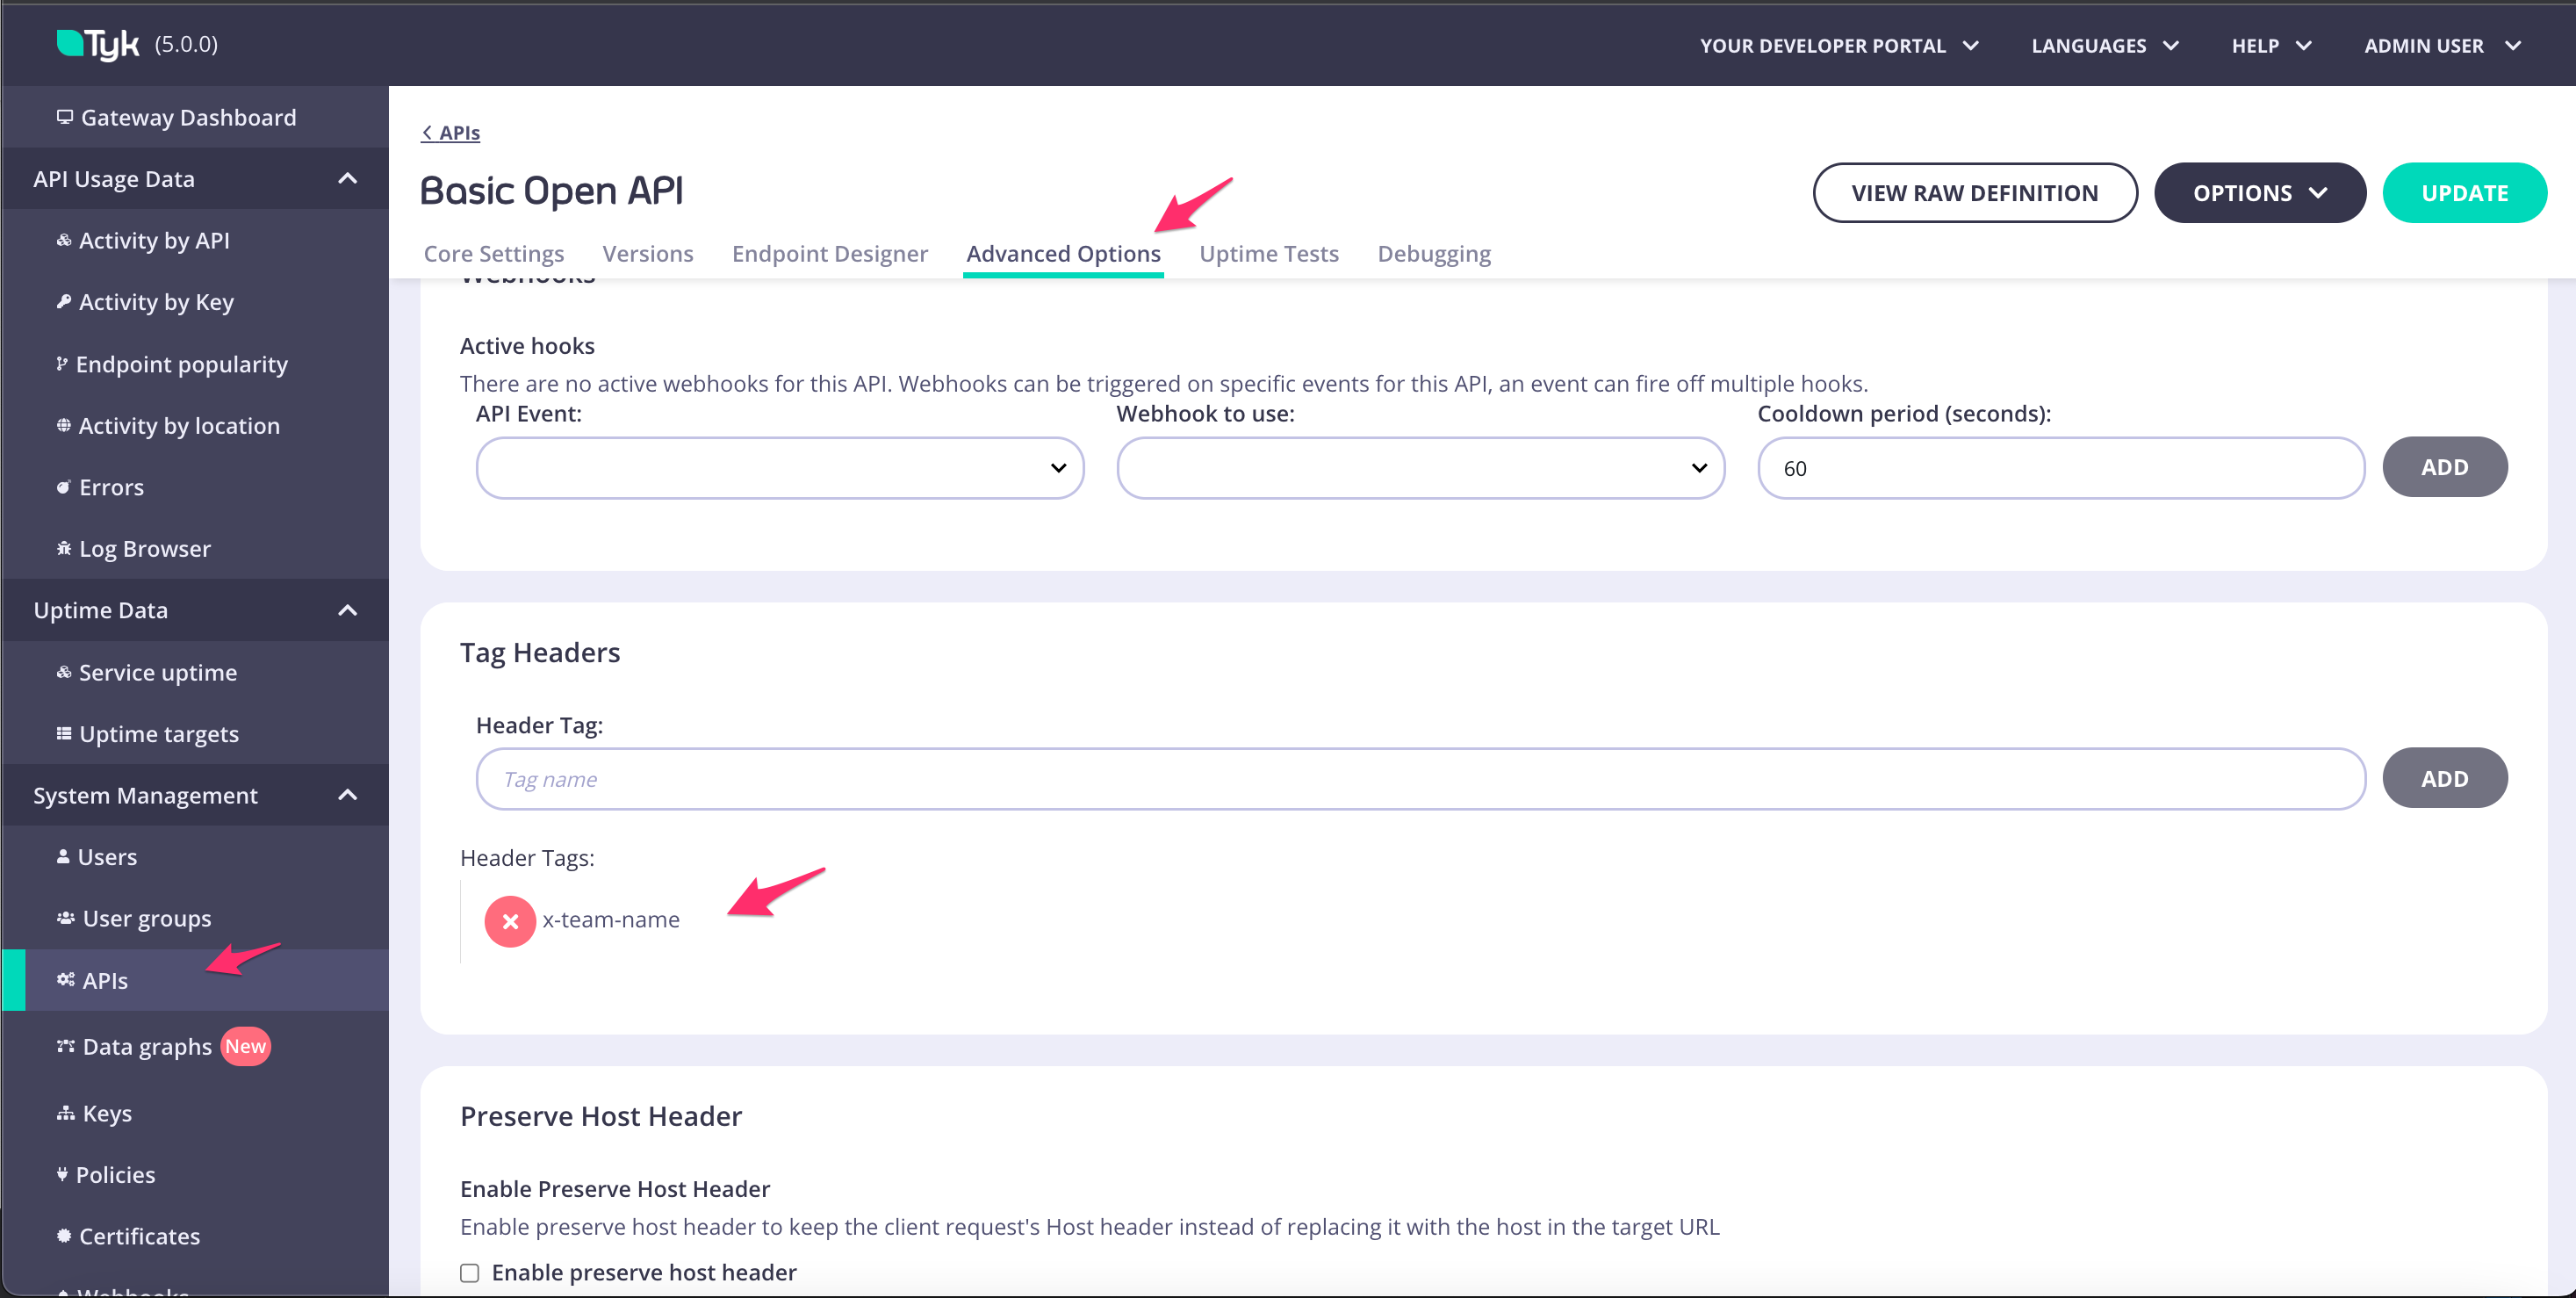 Tyk (5.0.0)
YOUR DEVELOPER PORTAL
LANGUAGES
HELP
ADMIN USER
Gateway Dashboard
API Usage Data
Activity by API
Activity by Key
Endpoint popularity
Activity by location
Errors
Log Browser
Uptime Data
Service uptime
Uptime targets
System Management
Users
User groups
APIs
Data graphs New
Keys
Policies
Certificates
Webhooks
APIs
Basic Open API
VIEW RAW DEFINITION
OPTIONS
UPDATE
Core Settings
Versions
Endpoint Designer
Advanced Options
Uptime Tests
Debugging
Webhooks
Active hooks
There are no active webhooks for this API. Webhooks can be triggered on specific events for this API, an event can fire off multiple hooks.
API Event:
Webhook to use:
Cooldown period (seconds):
60
ADD
Tag Headers
Header Tag:
Tag name
ADD
Header Tags:
x-team-name
Preserve Host Header
Enable Preserve Host Header
Enable preserve host header to keep the client request's Host header instead of replacing it with the host in the target URL
Enable preserve host header